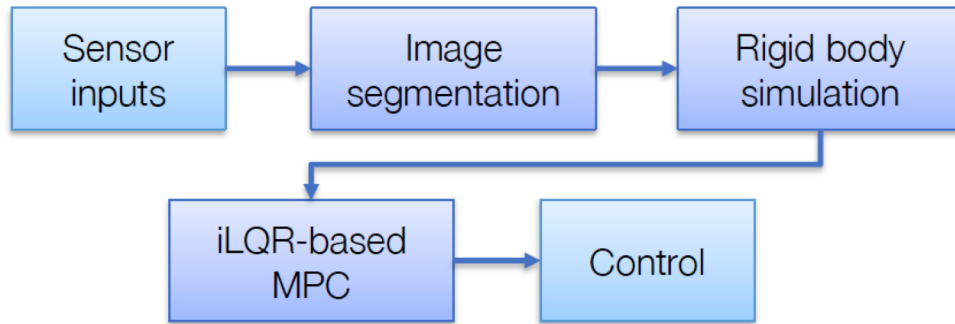 Sensor
inputs
Image
segmentation
Rigid body
simulation
iLQR-based
MPC
Control